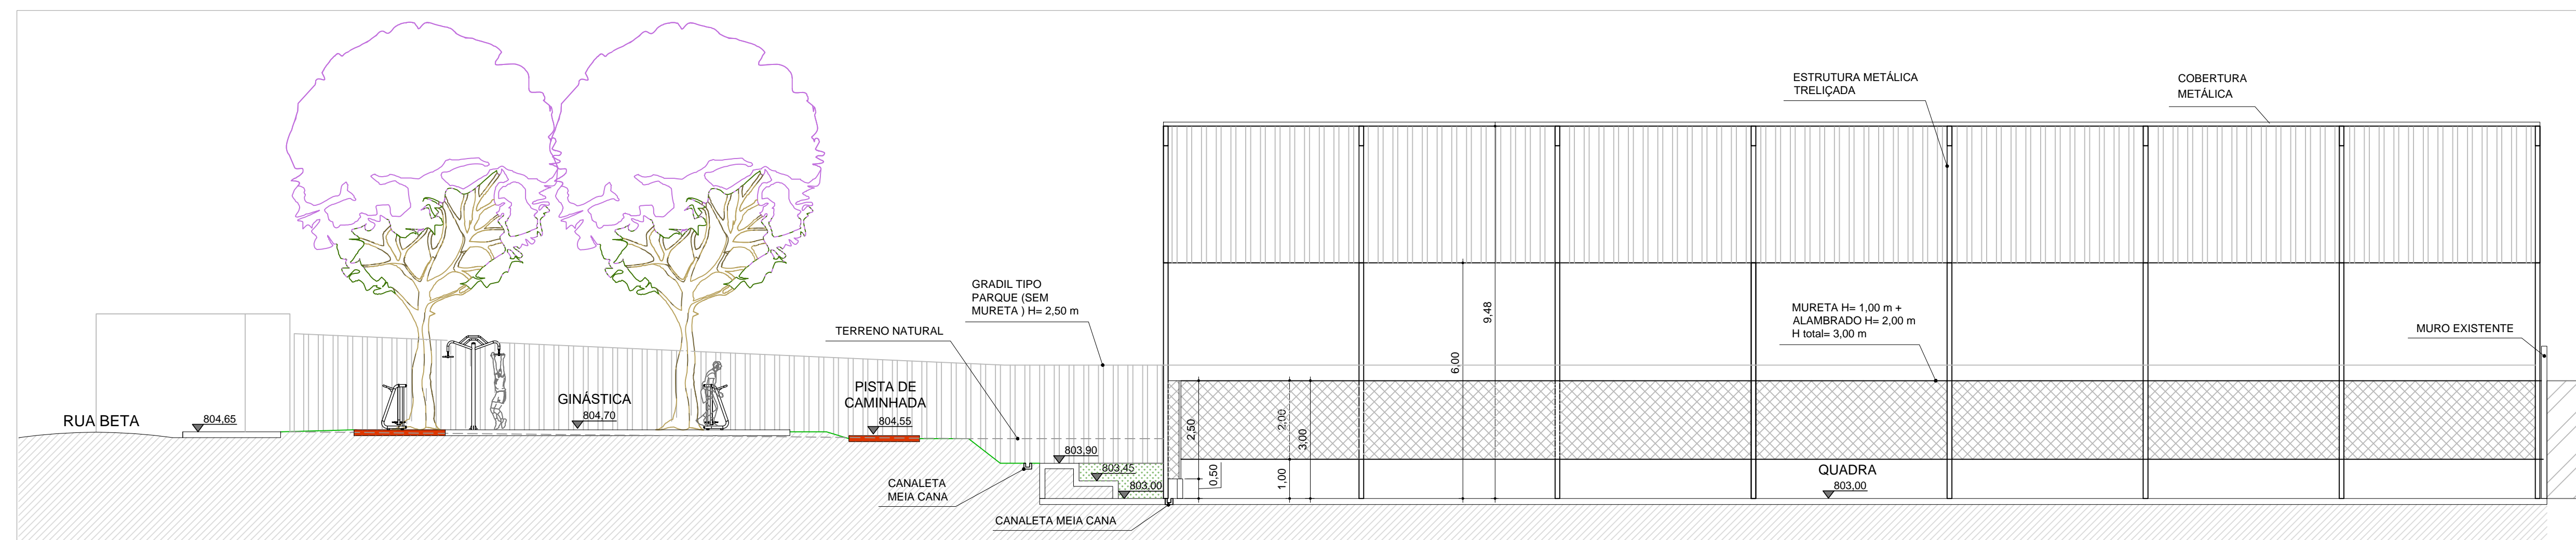 ESTRUTURA METÁLICA
TRELIÇADA
COBERTURA
METÁLICA
GRADIL TIPO
PARQUE (SEM
MURETA ) H= 2,50 m
TERRENO NATURAL
9,48
6,00
MURETA H= 1,00 m +
ALAMBRADO H= 2,00 m
H total= 3,00 m
MURO EXISTENTE
RUA BETA
804,65
GINÁSTICA
804,70
PISTA DE
CAMINHADA
804,55
803,90
803,45
803,00
2,50
0,50
2,00
1,00
3,00
QUADRA
803,00
CANALETA
MEIA CANA
CANALETA MEIA CANA